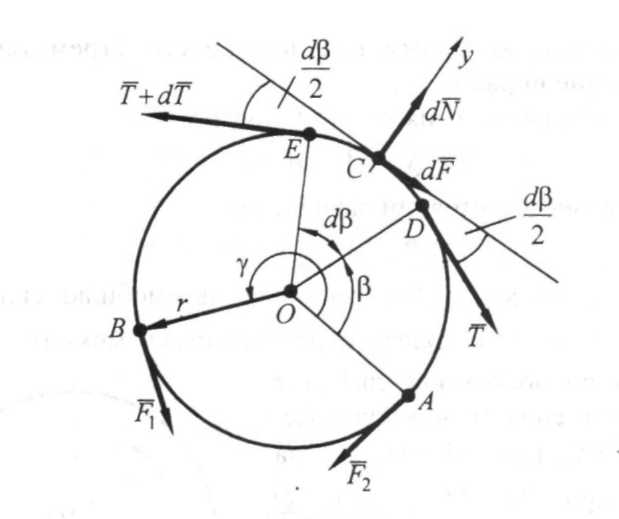 dβ/2
y
T̅ + dT̅
dN̅
E
C
dF̅
dβ/2
dβ
D
γ
β
r
O
T̅
B
A
F̅₁
F̅₂